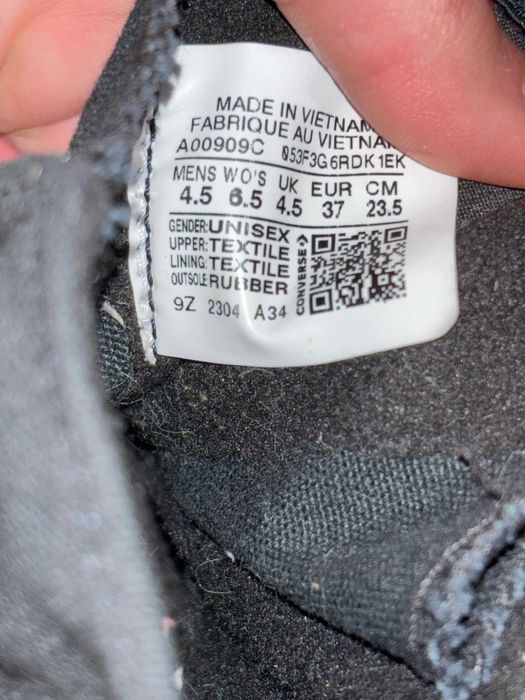 MADE IN VIETNAM
FABRIQUE AU VIETNAM
A00909C 053F3G 6RDK 1EK
MENS WO'S UK EUR CM
4.5 6.5 4.5 37 23.5
GENDER: UNISEX
UPPER: TEXTILE
LINING: TEXTILE
OUTSOLE RUBBER
CONVERSE
9Z 2304 A34